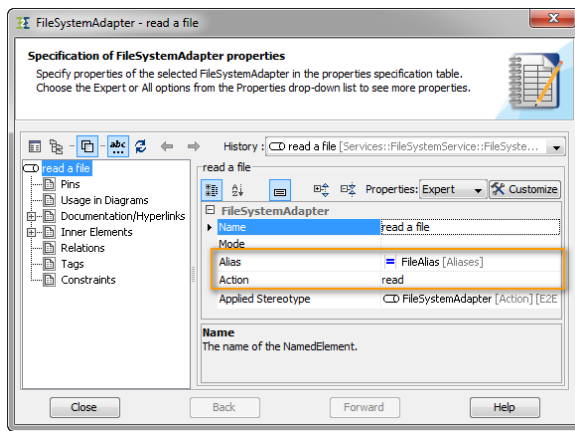 FileSystemAdapter - read a file
Specification of FileSystemAdapter properties
Specify properties of the selected FileSystemAdapter in the properties specification table.
Choose the Expert or All options from the Properties drop-down list to see more properties.
History : read a file [Services::FileSystemService::FileSyste...
read a file
Pins
Usage in Diagrams
Documentation/Hyperlinks
Inner Elements
Relations
Tags
Constraints
read a file
Properties: Expert Customize
FileSystemAdapter
Name read a file
Mode
Alias = FileAlias [Aliases]
Action read
Applied Stereotype FileSystemAdapter [Action] [E2E
Name
The name of the NamedElement.
Close Back Forward Help